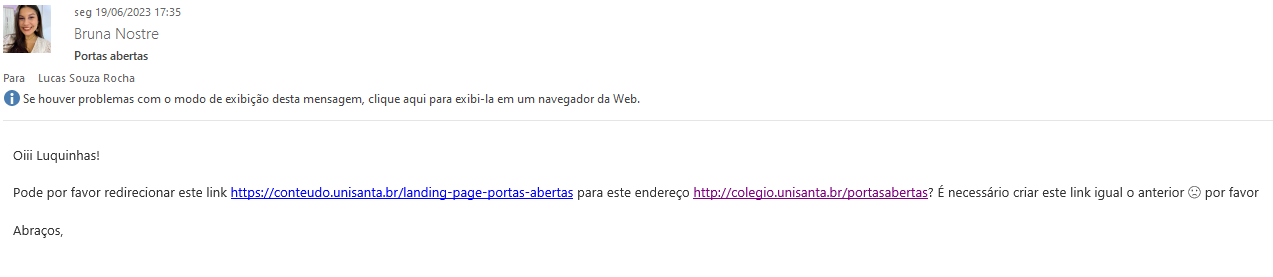 seg 19/06/2023 17:35
Bruna Nostre
Portas abertas
Para Lucas Souza Rocha
Se houver problemas com o modo de exibição desta mensagem, clique aqui para exibi-la em um navegador da Web.
Oiii Luquinhas!
Pode por favor redirecionar este link https://conteudo.unisanta.br/landing-page-portas-abertas para este endereço http://colegio.unisanta.br/portasabertas? É necessário criar este link igual o anterior ☹ por favor
Abraços,